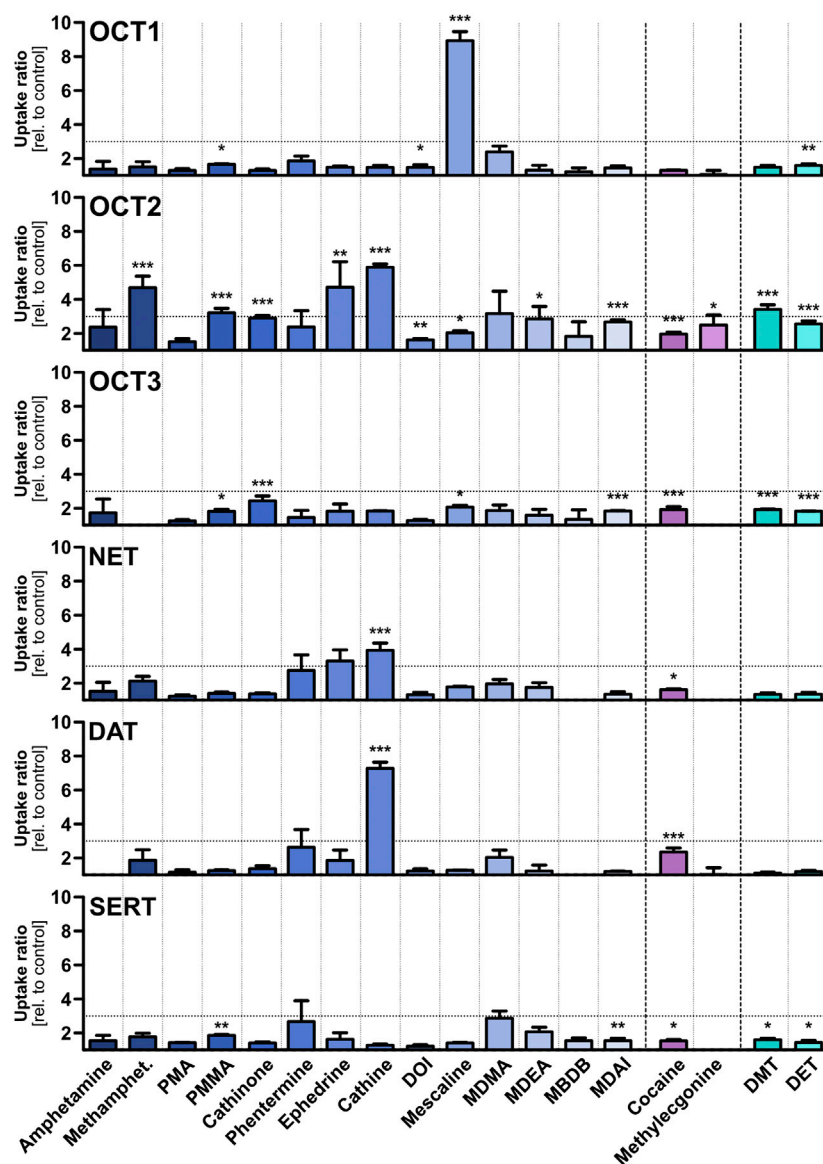 OCT1
Uptake ratio
[rel. to control]
10
8
6
4
2
*
*
***
**
OCT2
Uptake ratio
[rel. to control]
10
8
6
4
2
***
***
***
**
***
**
*
*
***
***
*
***
***
OCT3
Uptake ratio
[rel. to control]
10
8
6
4
2
*
***
*
***
***
***
***
NET
Uptake ratio
[rel. to control]
10
8
6
4
2
***
*
DAT
Uptake ratio
[rel. to control]
10
8
6
4
2
***
***
SERT
Uptake ratio
[rel. to control]
10
8
6
4
2
**
**
*
*
*
Amphetamine
Methamphet.
PMA
PMMA
Cathinone
Phentermine
Ephedrine
Cathine
DOI
Mescaline
MDMA
MDEA
MBDB
MDAI
Cocaine
Methylecgonine
DMT
DET